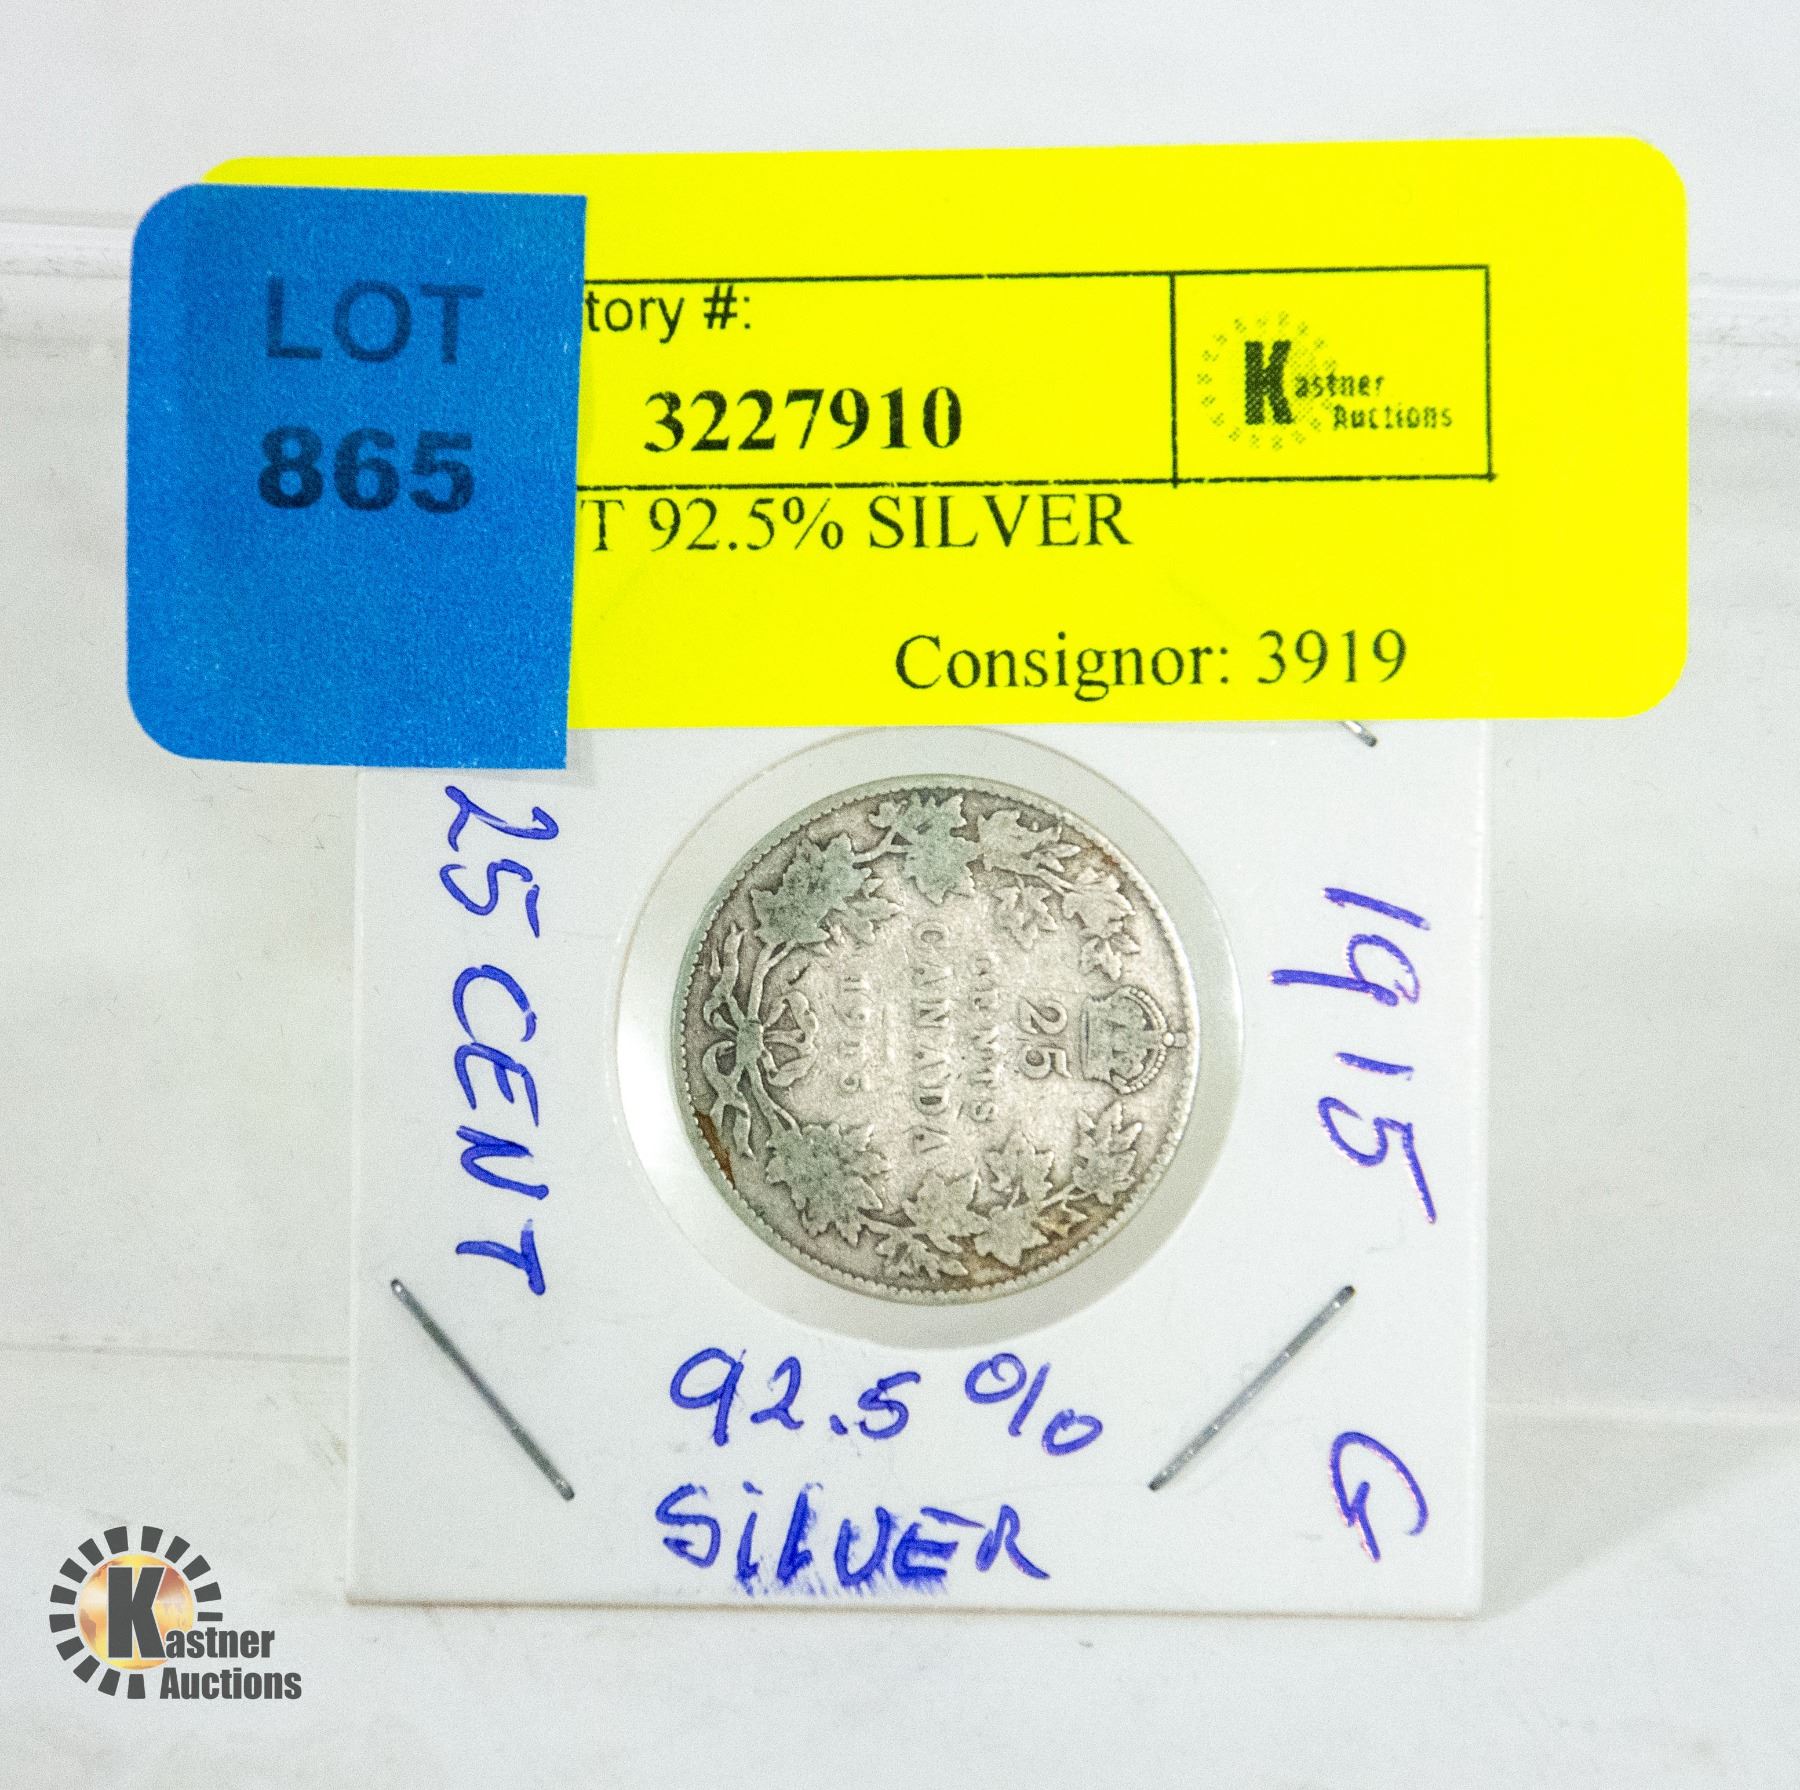 LOT
865
tory #:
3227910
Kastner
Auctions
T 92.5% SILVER
Consignor: 3919
25 CENT
25
CENTS
CANADA
1915
1915 G
92.5%
SILVER
Kastner
Auctions